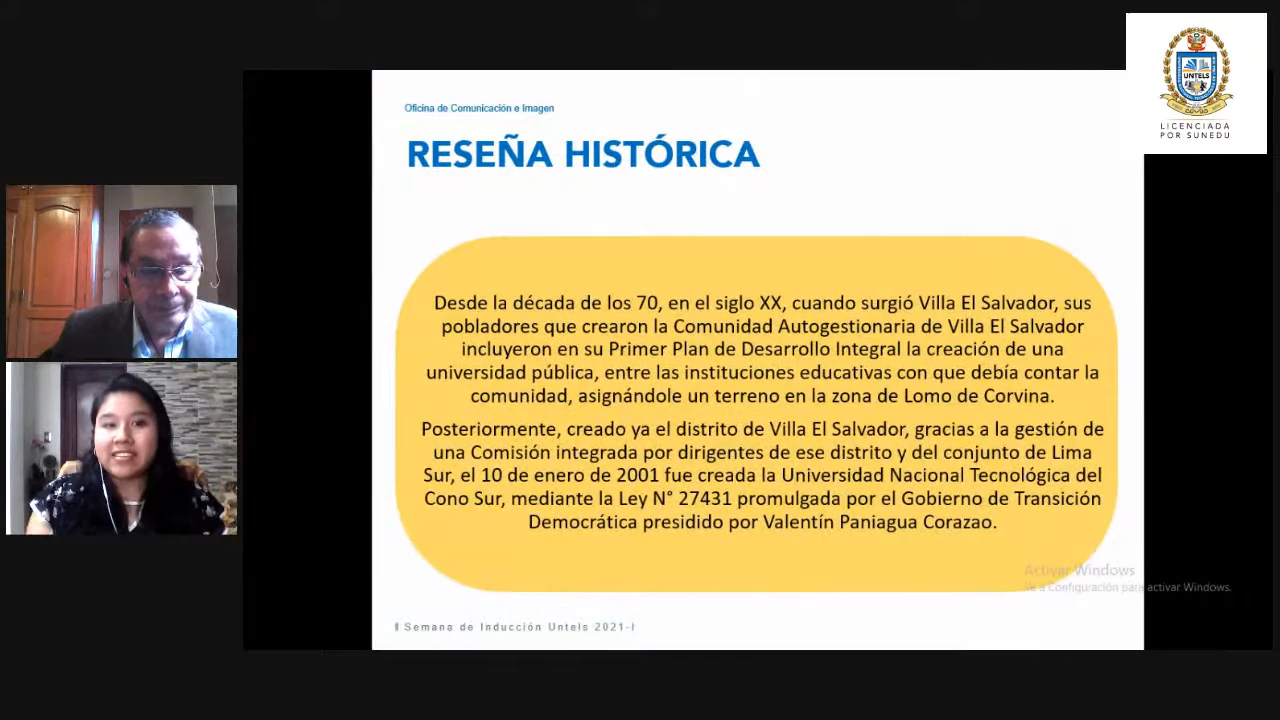 UNTELS
LICENCIADA
POR SUNEDU
Oficina de Comunicación e Imagen
RESEÑA HISTÓRICA
Desde la década de los 70, en el siglo XX, cuando surgió Villa El Salvador, sus
pobladores que crearon la Comunidad Autogestionaria de Villa El Salvador
incluyeron en su Primer Plan de Desarrollo Integral la creación de una
universidad pública, entre las instituciones educativas con que debía contar la
comunidad, asignándole un terreno en la zona de Lomo de Corvina.
Posteriormente, creado ya el distrito de Villa El Salvador, gracias a la gestión de
una Comisión integrada por dirigentes de ese distrito y del conjunto de Lima
Sur, el 10 de enero de 2001 fue creada la Universidad Nacional Tecnológica del
Cono Sur, mediante la Ley N° 27431 promulgada por el Gobierno de Transición
Democrática presidido por Valentín Paniagua Corazao.
Activar Windows
Ve a Configuración para activar Windows.
Semana de Inducción Untels 2021-I